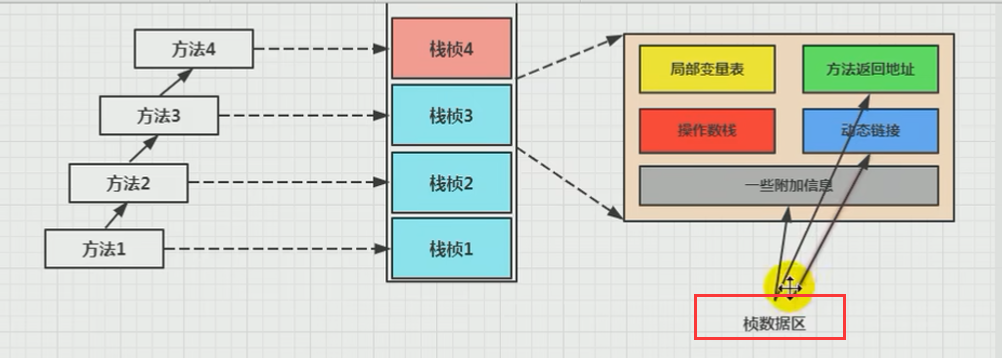 方法4
方法3
方法2
方法1
栈桢4
栈桢3
栈桢2
栈桢1
局部变量表
方法返回地址
操作数栈
动态链接
一些附加信息
桢数据区